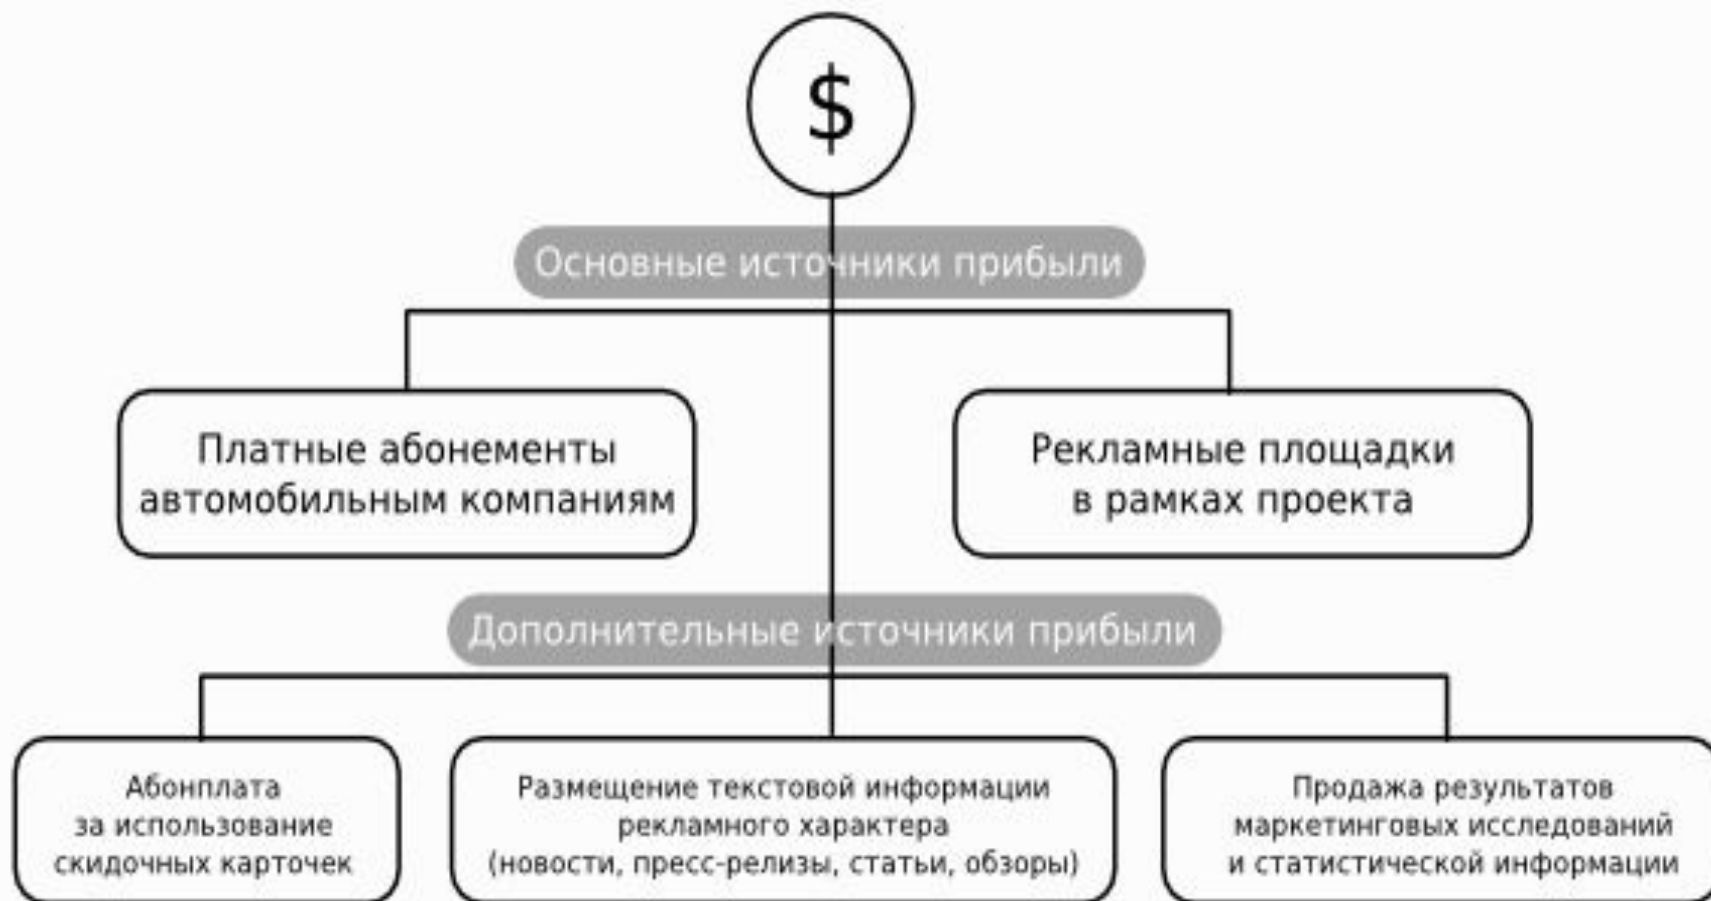 $
Основные источники прибыли
Платные абонементы
автомобильным компаниям
Рекламные площадки
в рамках проекта
Дополнительные источники прибыли
Абонплата
за использование
скидочных карточек
Размещение текстовой информации
рекламного характера
(новости, пресс-релизы, статьи, обзоры)
Продажа результатов
маркетинговых исследований
и статистической информации